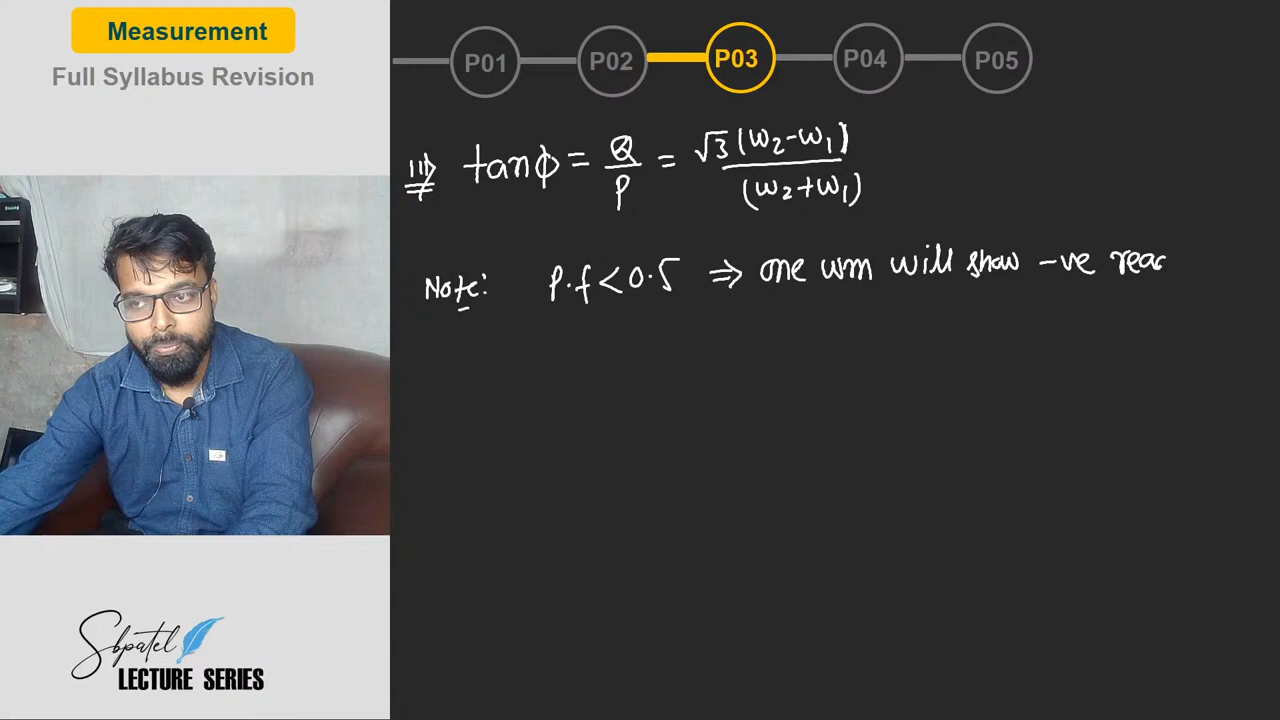 Measurement
Full Syllabus Revision
P01 P02 P03 P04 P05
iii) tanϕ = Q/P = √3(W2-W1)/(W2+W1)
Note: P.f < 0.5 ⇒ one wm will show -ve read
Sbpatel
LECTURE SERIES